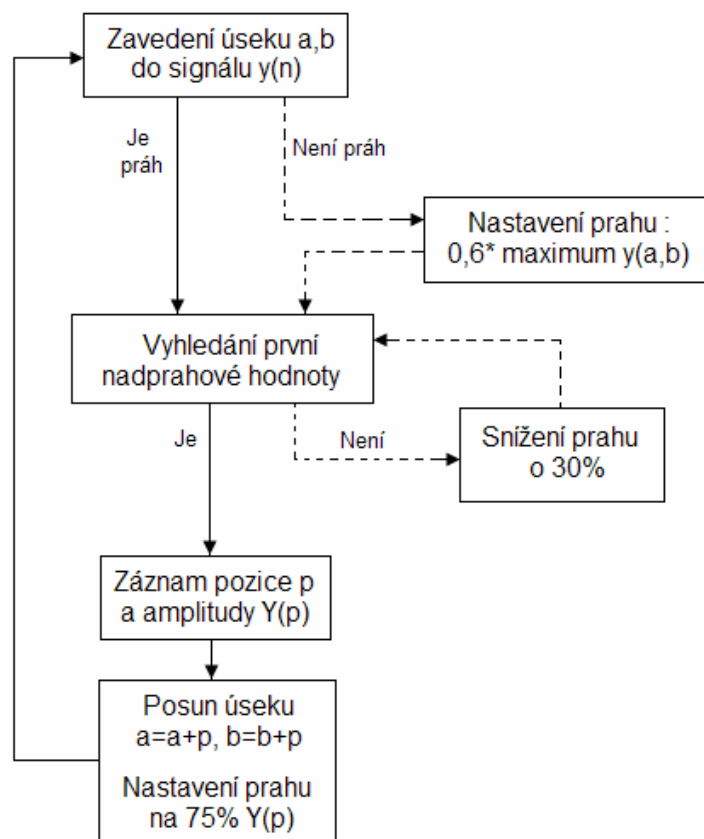 Zavedení úseku a,b
do signálu y(n)
Je
práh
Není práh
Nastavení prahu :
0,6* maximum y(a,b)
Vyhledání první
nadprahové hodnoty
Je
Není
Snížení prahu
o 30%
Záznam pozice p
a amplitudy Y(p)
Posun úseku
a=a+p, b=b+p
Nastavení prahu
na 75% Y(p)